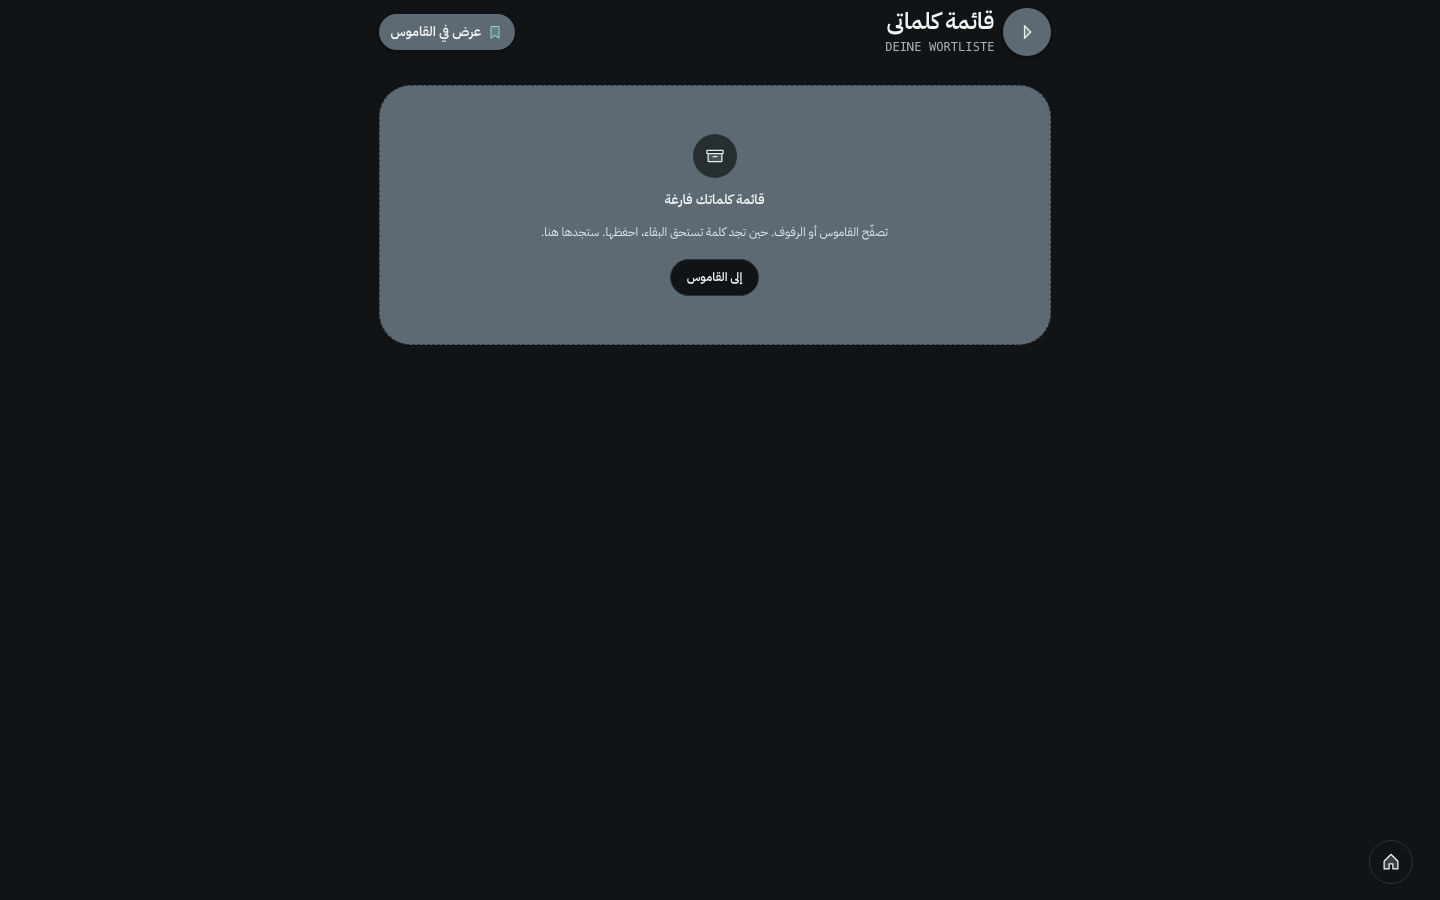 قائمة كلماتي
DEINE WORTLISTE
عرض في القاموس
قائمة كلماتك فارغة
تصفّح القاموس أو الرفوف. حين تجد كلمة تستحق البقاء، احفظها. ستجدها هنا.
إلى القاموس